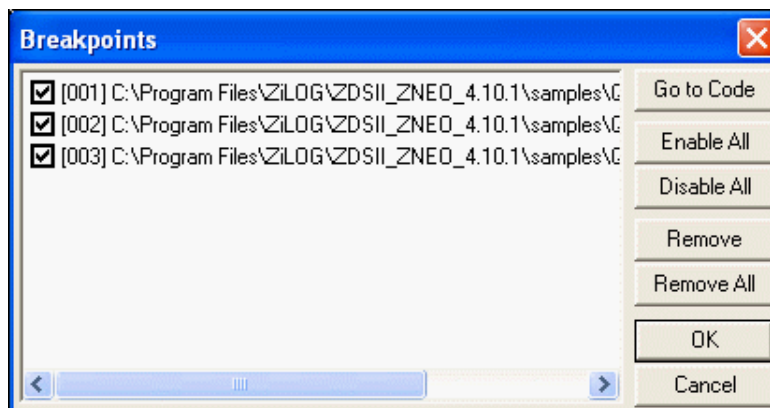 Breakpoints
[001] C:\Program Files\ZiLOG\ZDSII_ZNEO_4.10.1\samples\
[002] C:\Program Files\ZiLOG\ZDSII_ZNEO_4.10.1\samples\
[003] C:\Program Files\ZiLOG\ZDSII_ZNEO_4.10.1\samples\
Go to Code
Enable All
Disable All
Remove
Remove All
OK
Cancel